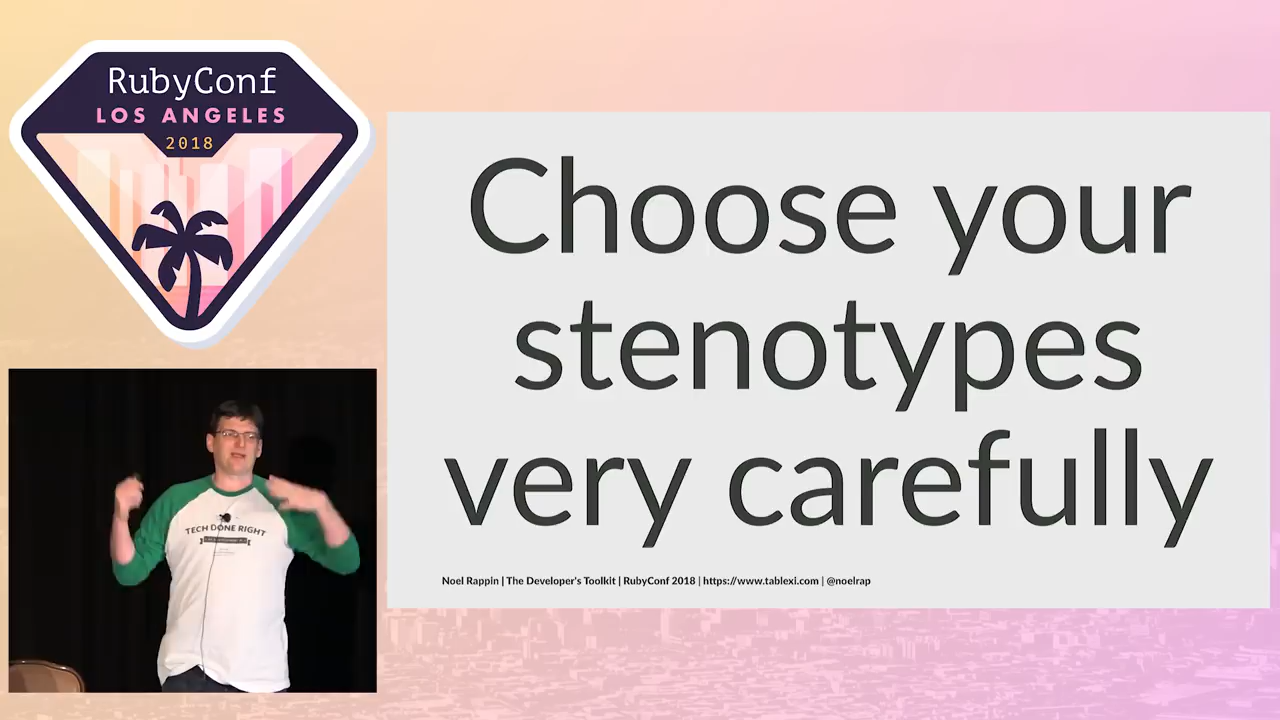 RubyConf
LOS ANGELES
2018
Choose your
stenotypes
very carefully
Noel Rappin | The Developer's Toolkit | RubyConf 2018 | https://www.tablexi.com | @noelrap
TECH DONE RIGHT